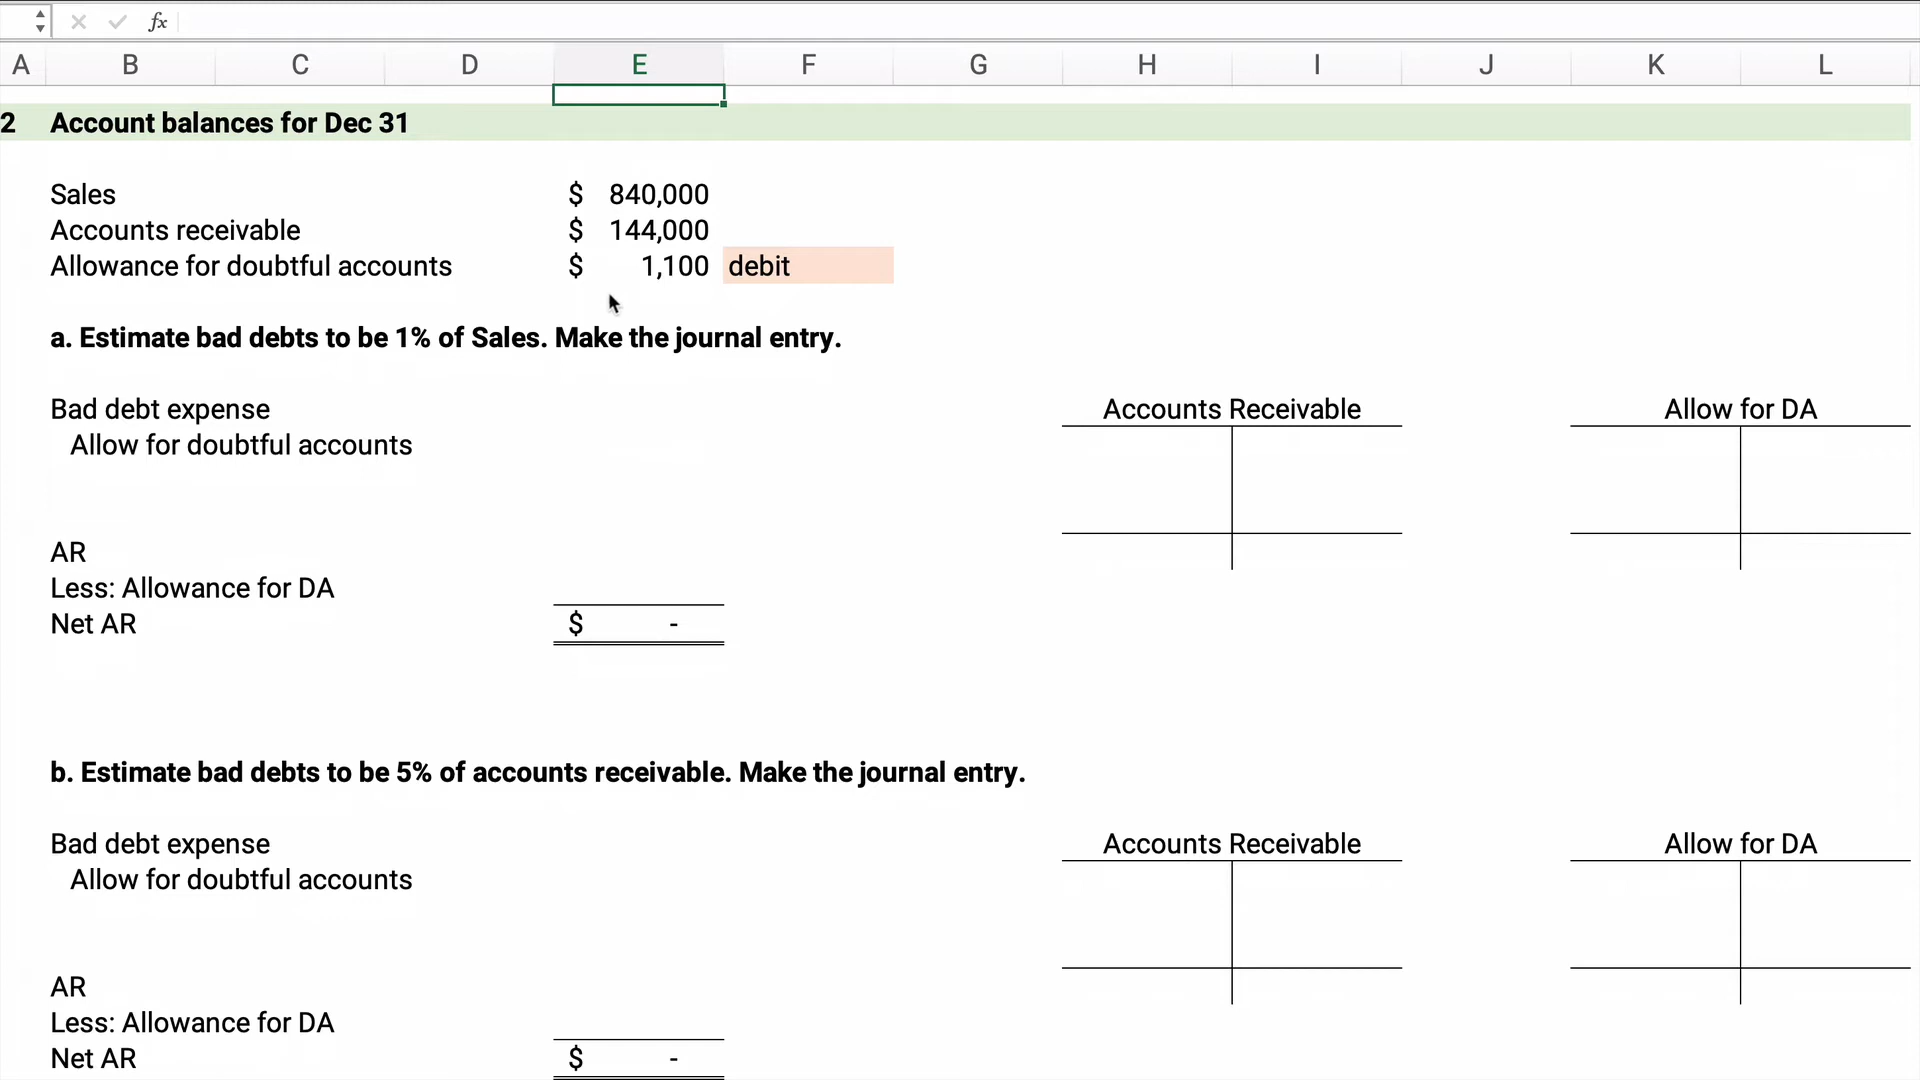 fx
A B C D E F G H I J K L
2 Account balances for Dec 31
Sales $ 840,000
Accounts receivable $ 144,000
Allowance for doubtful accounts $ 1,100 debit
a. Estimate bad debts to be 1% of Sales. Make the journal entry.
Bad debt expense Accounts Receivable Allow for DA
Allow for doubtful accounts
AR
Less: Allowance for DA
Net AR $ -
b. Estimate bad debts to be 5% of accounts receivable. Make the journal entry.
Bad debt expense Accounts Receivable Allow for DA
Allow for doubtful accounts
AR
Less: Allowance for DA
Net AR $ -